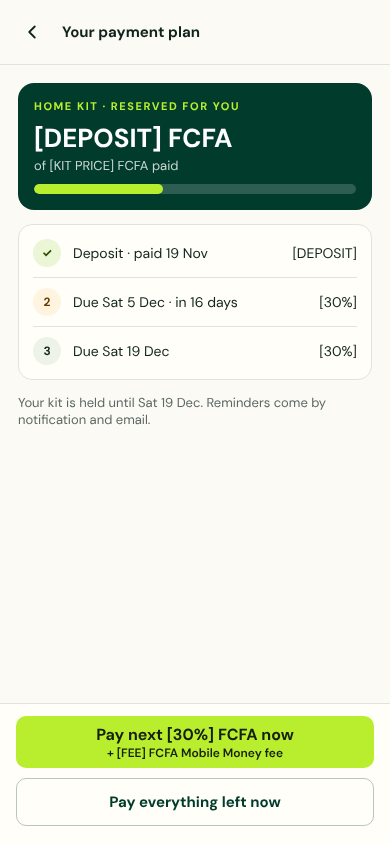 Your payment plan
HOME KIT · RESERVED FOR YOU
[DEPOSIT] FCFA
of [KIT PRICE] FCFA paid
Deposit · paid 19 Nov [DEPOSIT]
2 Due Sat 5 Dec · in 16 days [30%]
3 Due Sat 19 Dec [30%]
Your kit is held until Sat 19 Dec. Reminders come by
notification and email.
Pay next [30%] FCFA now
+ [FEE] FCFA Mobile Money fee
Pay everything left now